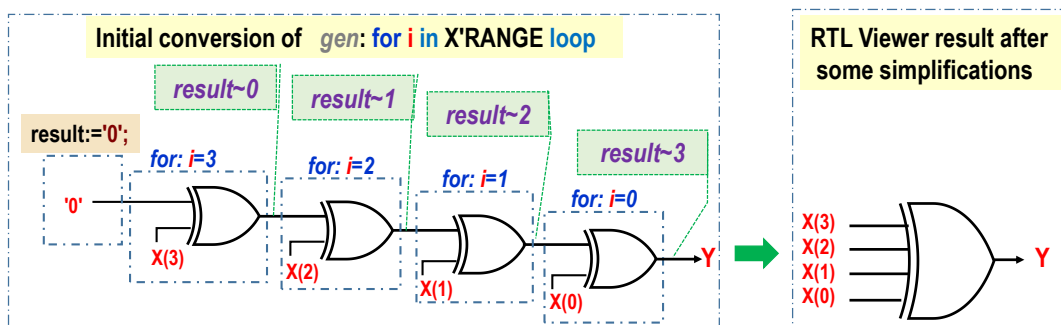 Initial conversion of gen: for i in X'RANGE loop
result~0
result~1
result~2
result~3
result:='0';
for: i=3
for: i=2
for: i=1
for: i=0
'0'
X(3)
X(2)
X(1)
X(0)
Y
RTL Viewer result after
some simplifications
X(3)
X(2)
X(1)
X(0)
Y